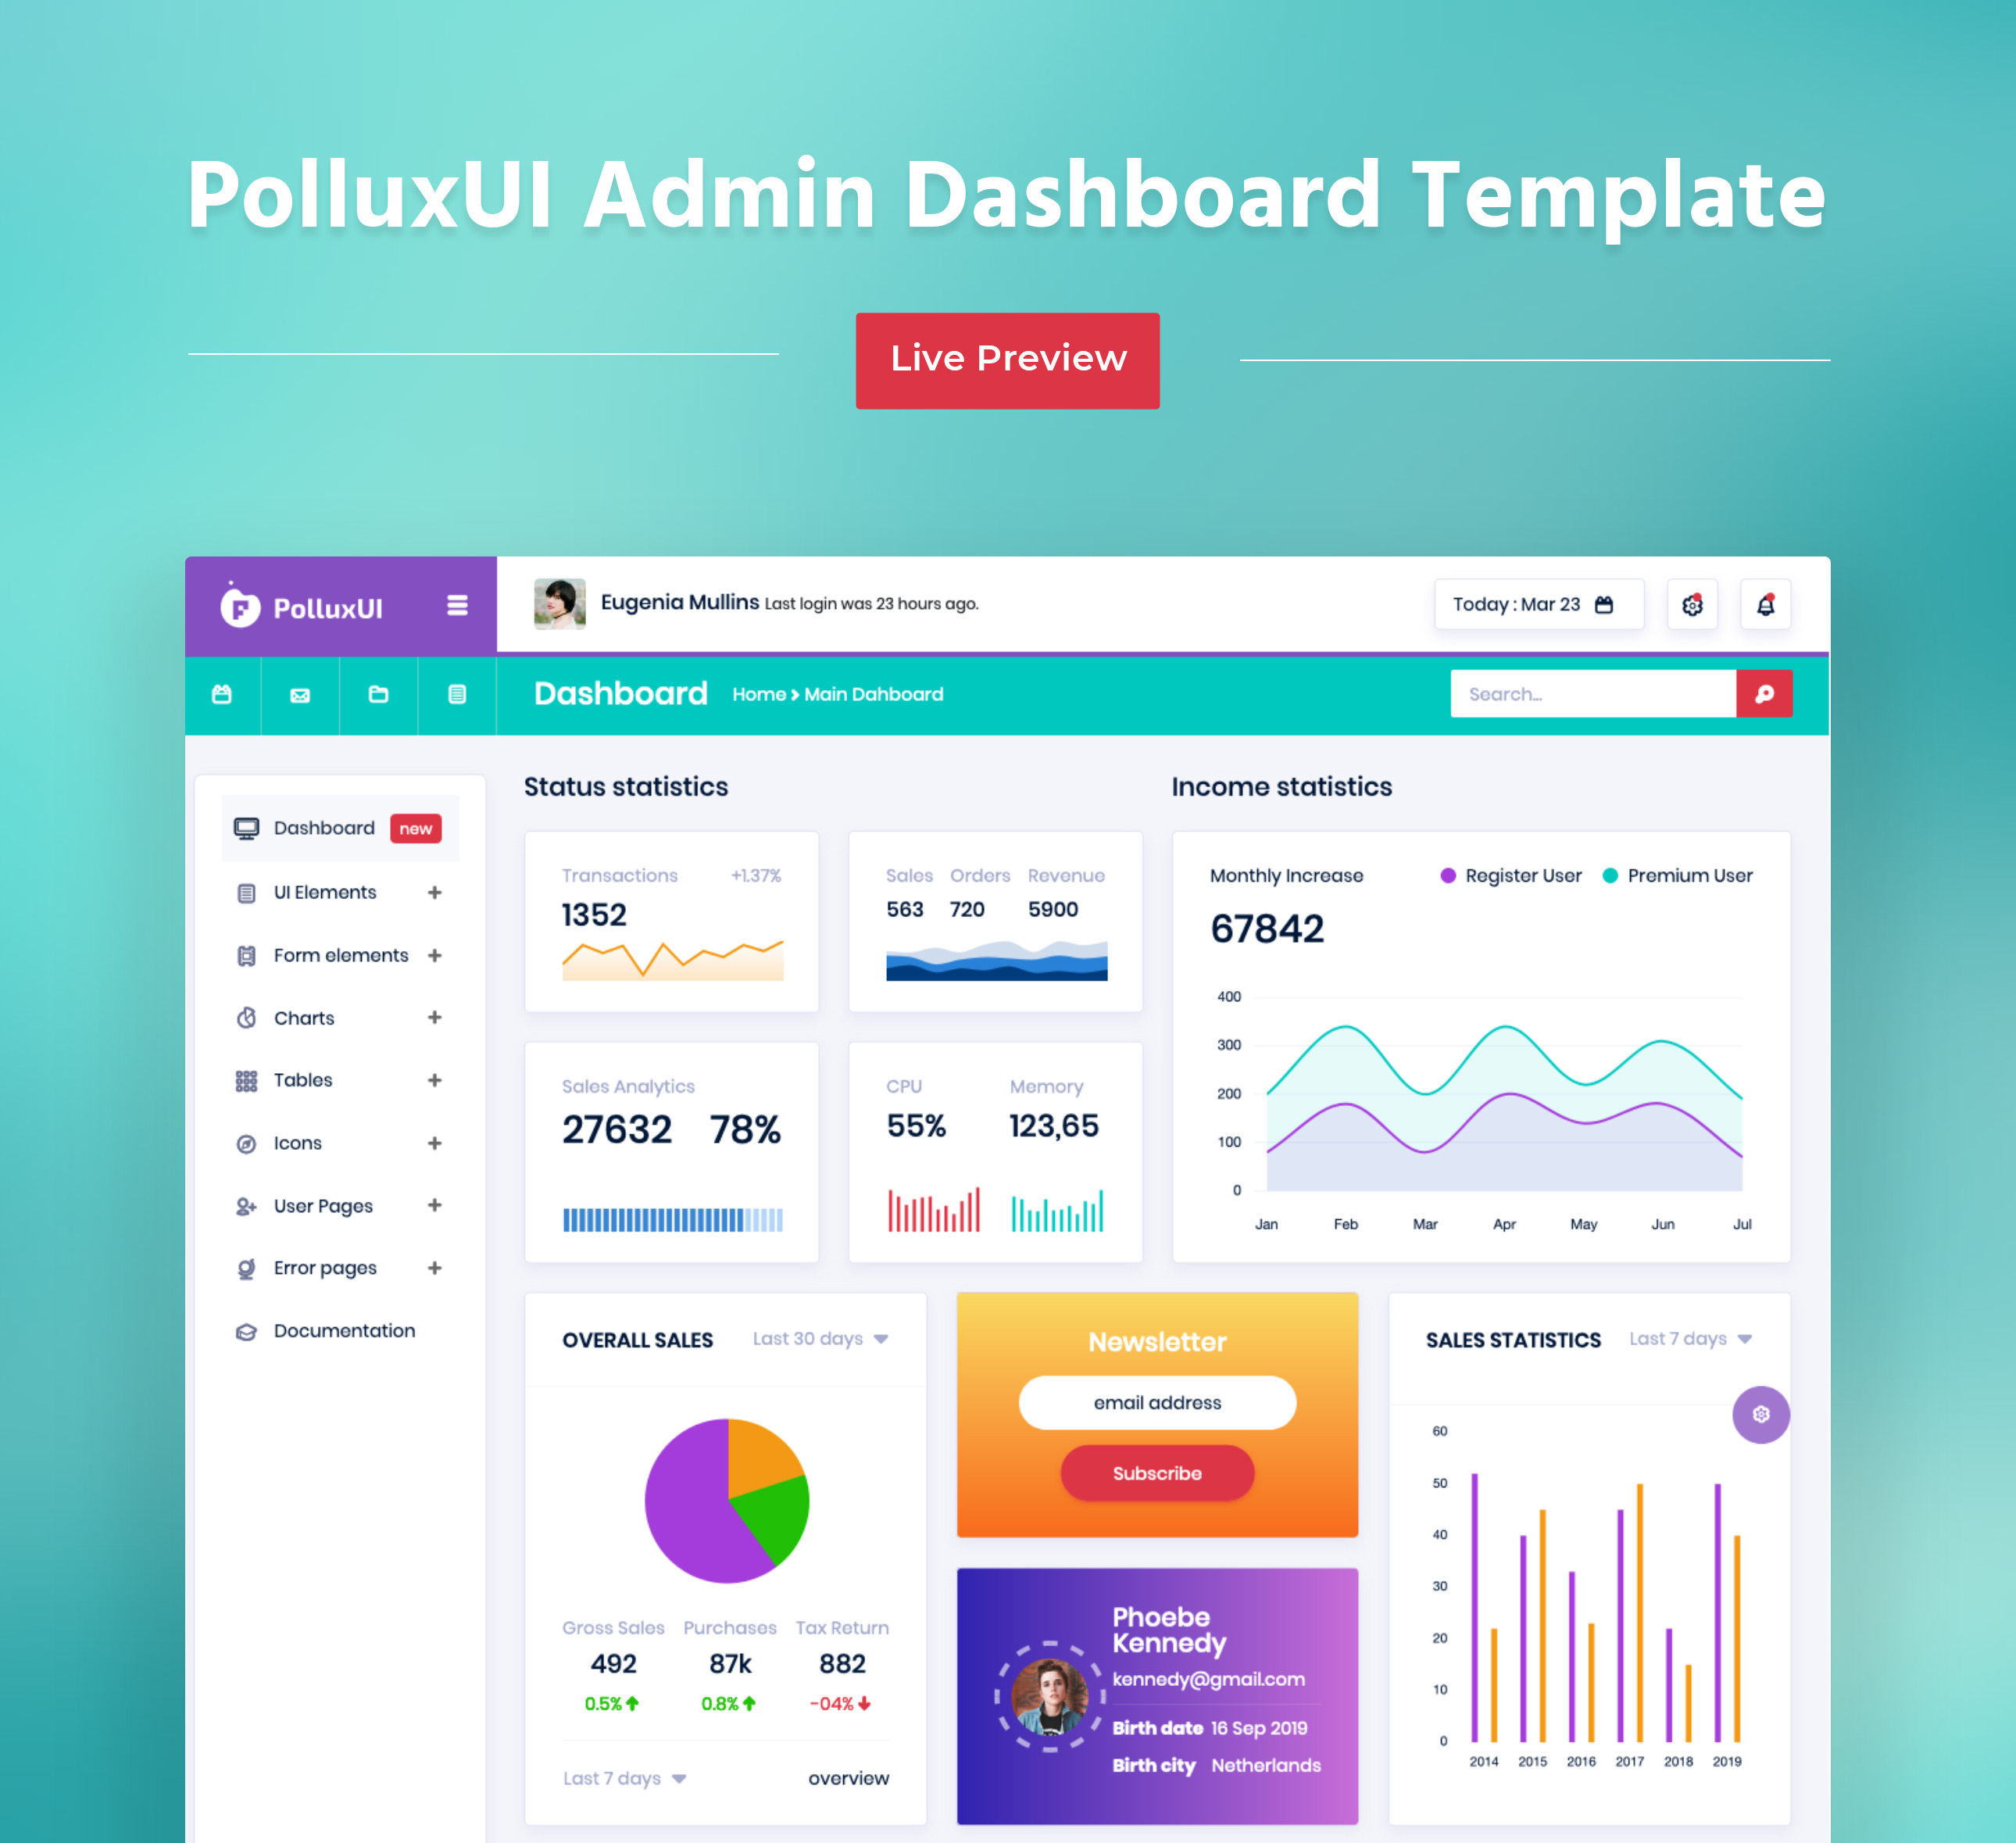 PolluxUI Admin Dashboard Template
Live Preview
PolluxUI
Eugenia Mullins Last login was 23 hours ago.
Today : Mar 23
Dashboard Home > Main Dahboard
Search...
Dashboard new
UI Elements +
Form elements +
Charts +
Tables +
Icons +
User Pages +
Error pages +
Documentation
Status statistics
Transactions +1.37%
1352
Sales Orders Revenue
563 720 5900
Sales Analytics
27632 78%
CPU Memory
55% 123,65
Income statistics
Monthly Increase Register User Premium User
67842
400
300
200
100
0
Jan Feb Mar Apr May Jun Jul
OVERALL SALES Last 30 days
Gross Sales Purchases Tax Return
492 87k 882
0.5% 0.8% -04%
Last 7 days overview
Newsletter
email address
Subscribe
Phoebe
Kennedy
kennedy@gmail.com
Birth date 16 Sep 2019
Birth city Netherlands
SALES STATISTICS Last 7 days
60
50
40
30
20
10
0
2014 2015 2016 2017 2018 2019